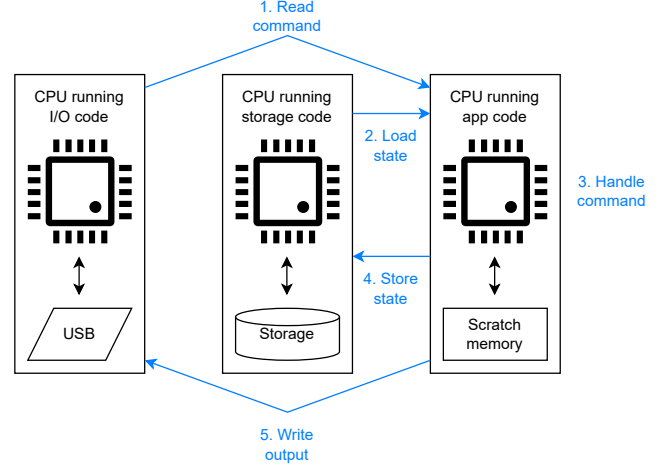 1. Read
command
CPU running
I/O code
CPU running
storage code
CPU running
app code
2. Load
state
3. Handle
command
4. Store
state
USB
Storage
Scratch
memory
5. Write
output